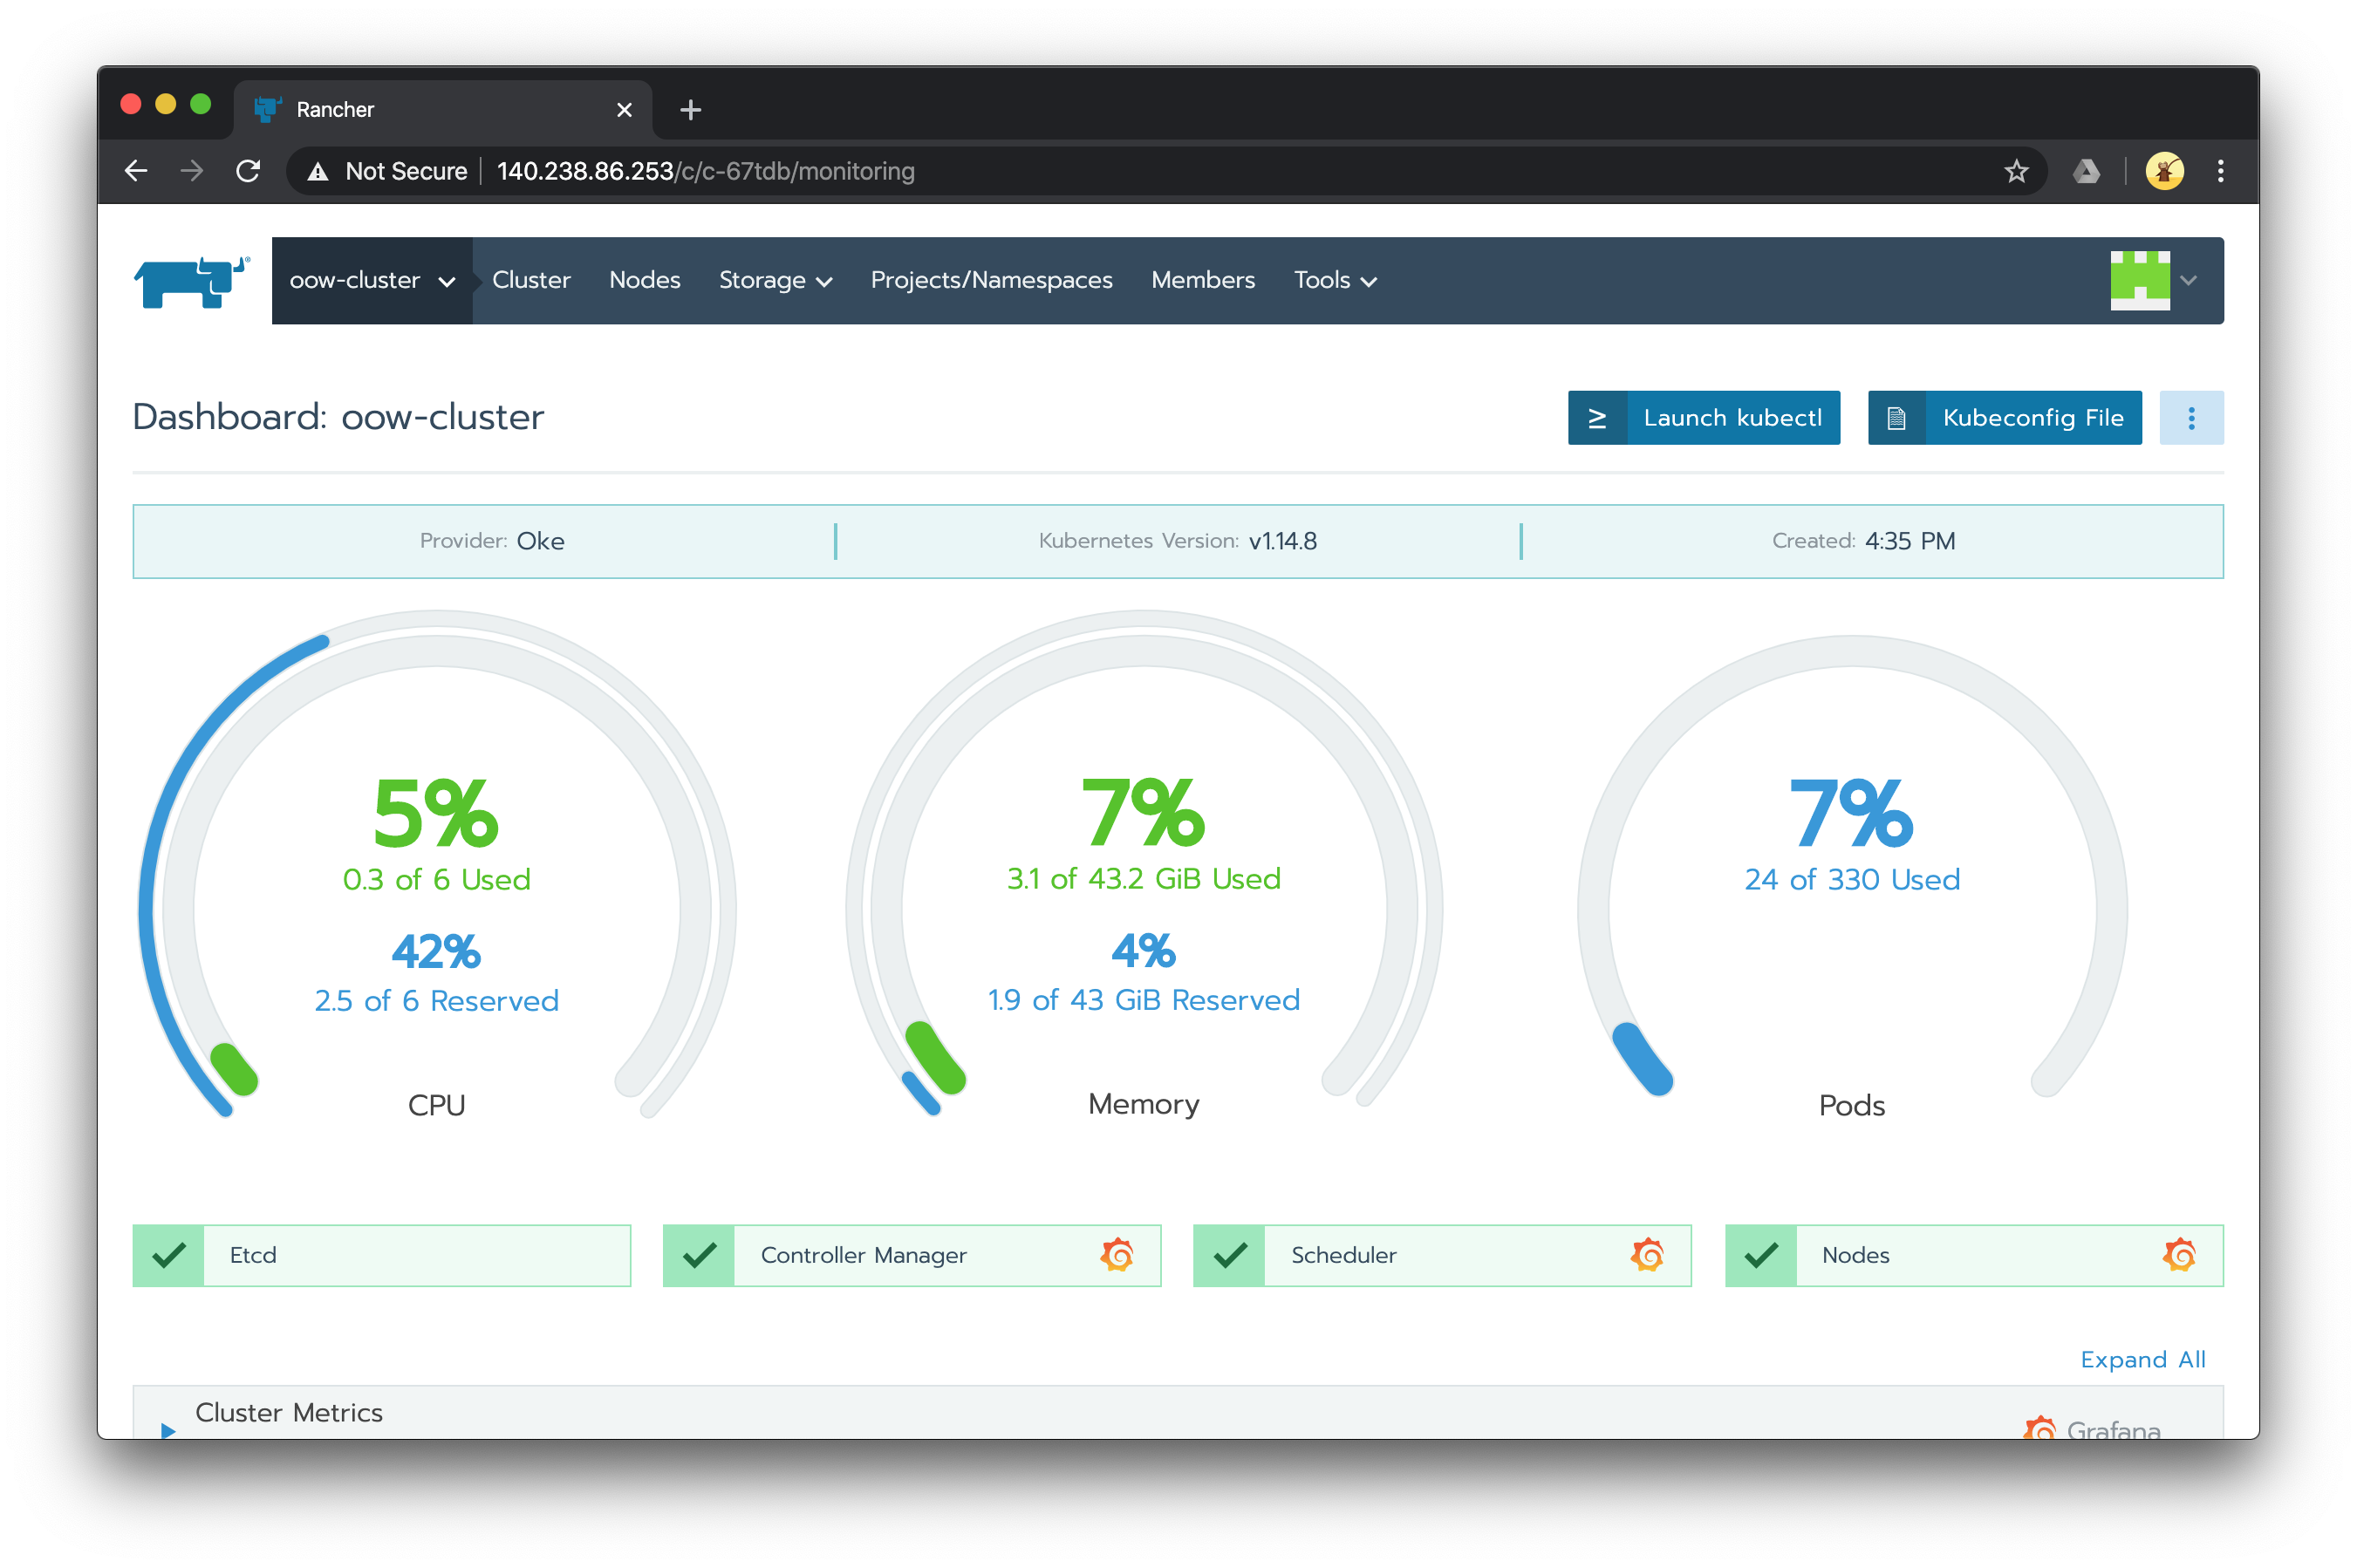 Rancher
Not Secure 140.238.86.253/c/c-67tdb/monitoring
oow-cluster Cluster Nodes Storage Projects/Namespaces Members Tools
Dashboard: oow-cluster
Launch kubectl
Kubeconfig File
Provider: Oke
Kubernetes Version: v1.14.8
Created: 4:35 PM
5%
0.3 of 6 Used
42%
2.5 of 6 Reserved
CPU
7%
3.1 of 43.2 GiB Used
4%
1.9 of 43 GiB Reserved
Memory
7%
24 of 330 Used
Pods
Etcd
Controller Manager
Scheduler
Nodes
Expand All
Cluster Metrics
Grafana